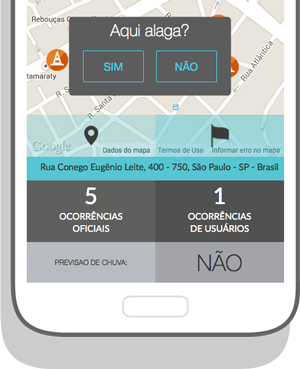 Rebouças
Aqui alaga?
SIM NÃO
tamaraty
Rua Atlântica
R. Santa
Google
Dados do mapa Termos de Uso Informar erro no mapa
Rua Conego Eugênio Leite, 400 - 750, São Paulo - SP - Brasil
5 1
OCORRÊNCIAS OCORRÊNCIAS
OFICIAIS DE USUÁRIOS
PREVISAO DE CHUVA: NÃO